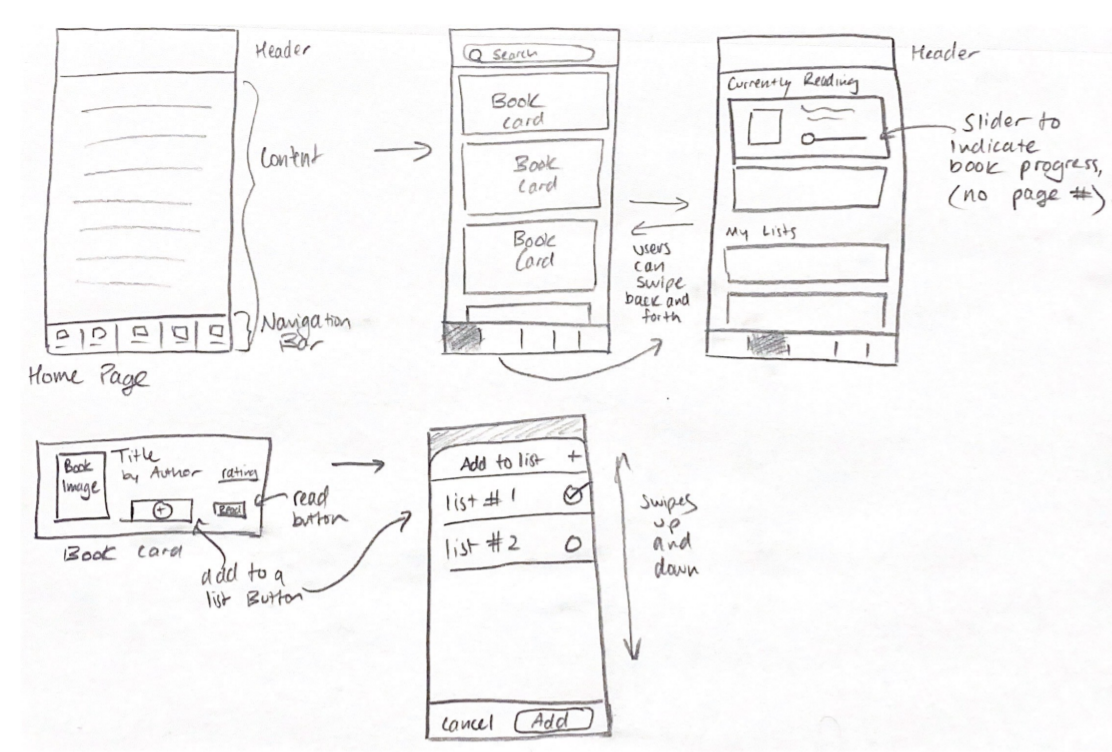 Header
Content
Navigation
Bar
Home Page
Search
Book
card
Book
Card
Book
Card
users
can
swipe
back and
forth
Header
Currently Reading
My Lists
Slider to
indicate
book progress,
(no page #)
Book
Image
Title
by Author
rating
+
Read
Book card
read
button
add to a
list Button
Add to list +
list #1
list #2
Cancel
Add
swipes
up
and
down